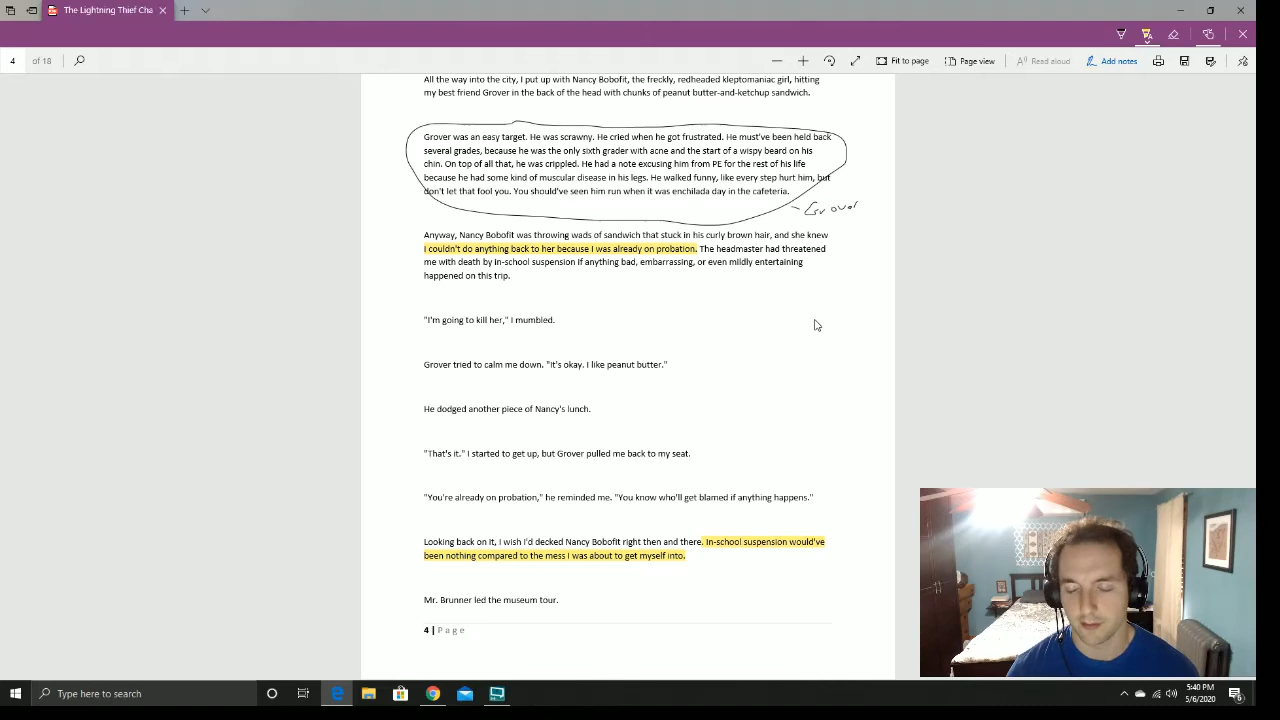 The Lightning Thief Cha
4 of 18
Fit to page
Page view
Read aloud
Add notes
All the way into the city, I put up with Nancy Bobofit, the freckly, redheaded kleptomaniac girl, hitting
my best friend Grover in the back of the head with chunks of peanut butter-and-ketchup sandwich.
Grover was an easy target. He was scrawny. He cried when he got frustrated. He must've been held back
several grades, because he was the only sixth grader with acne and the start of a wispy beard on his
chin. On top of all that, he was crippled. He had a note excusing him from PE for the rest of his life
because he had some kind of muscular disease in his legs. He walked funny, like every step hurt him, but
don't let that fool you. You should've seen him run when it was enchilada day in the cafeteria.
- Grover
Anyway, Nancy Bobofit was throwing wads of sandwich that stuck in his curly brown hair, and she knew
I couldn't do anything back to her because I was already on probation. The headmaster had threatened
me with death by in-school suspension if anything bad, embarrassing, or even mildly entertaining
happened on this trip.
"I'm going to kill her," I mumbled.
Grover tried to calm me down. "It's okay. I like peanut butter."
He dodged another piece of Nancy's lunch.
"That's it." I started to get up, but Grover pulled me back to my seat.
"You're already on probation," he reminded me. "You know who'll get blamed if anything happens."
Looking back on it, I wish I'd decked Nancy Bobofit right then and there. In-school suspension would've
been nothing compared to the mess I was about to get myself into.
Mr. Brunner led the museum tour.
4 | Page
Type here to search
5:40 PM
5/6/2020